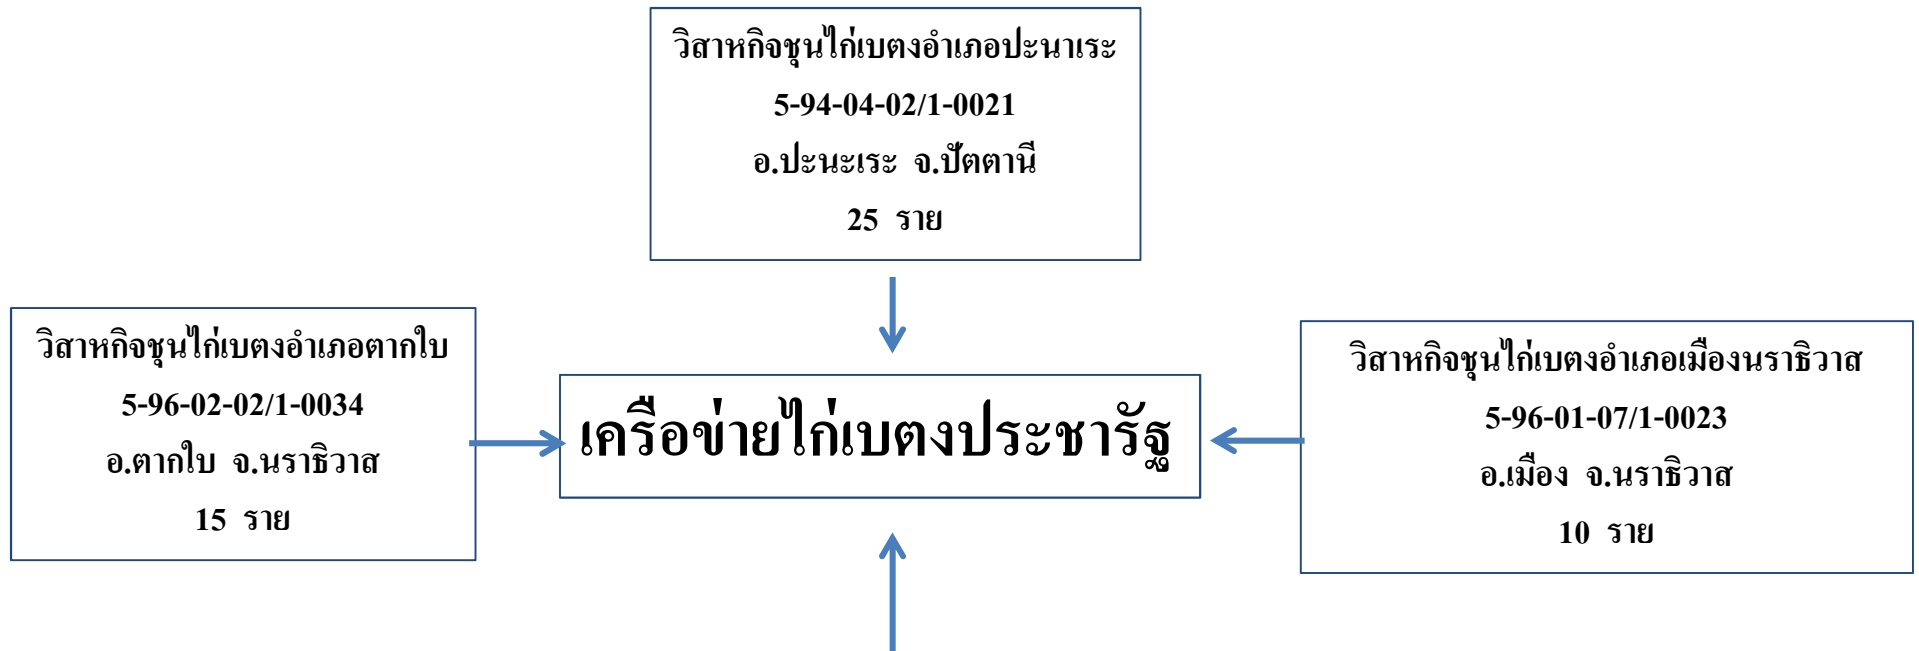 วิสาหกิจชุนไก่เบตงอำเภอปะนาเระ
5-94-04-02/1-0021
อ.ปะนะเระ จ.ปัตตานี
25 ราย
วิสาหกิจชุนไก่เบตงอำเภอตากใบ
5-96-02-02/1-0034
อ.ตากใบ จ.นราธิวาส
15 ราย
เครือข่ายไก่เบตงประชารัฐ
วิสาหกิจชุนไก่เบตงอำเภอเมืองนราธิวาส
5-96-01-07/1-0023
อ.เมือง จ.นราธิวาส
10 ราย